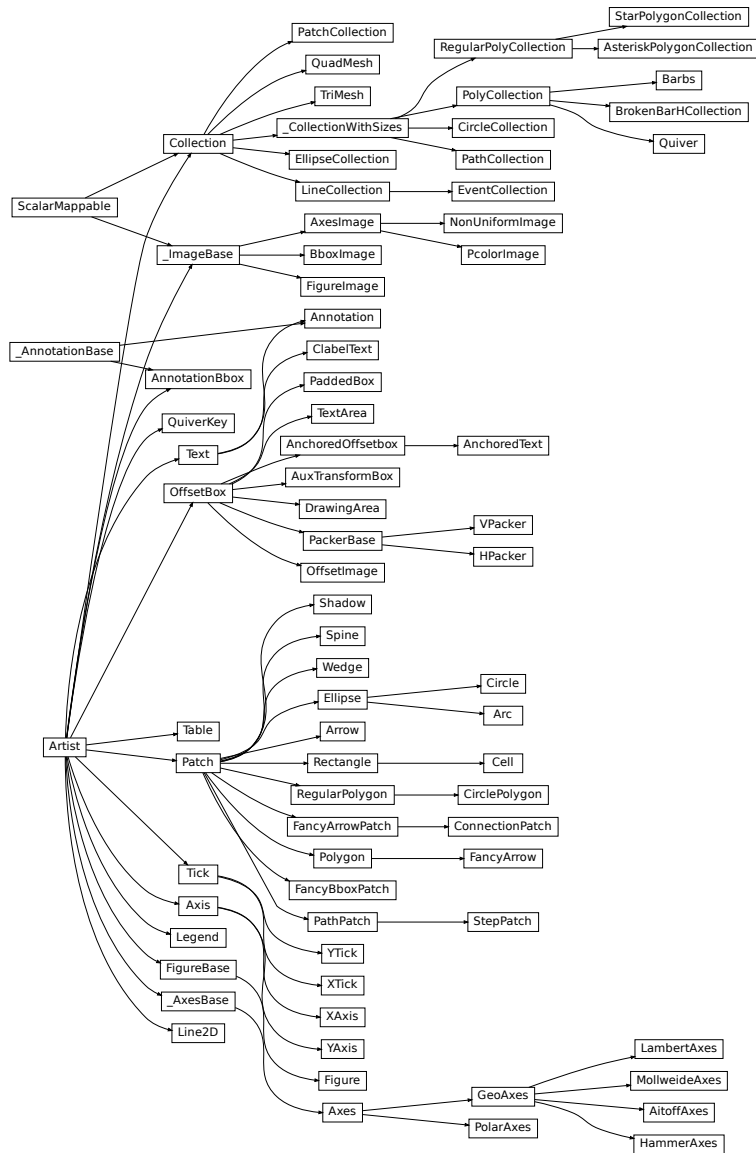 StarPolygonCollection
PatchCollection
RegularPolyCollection
AsteriskPolygonCollection
QuadMesh
Barbs
TriMesh
PolyCollection
BrokenBarHCollection
_CollectionWithSizes
CircleCollection
Collection
Quiver
EllipseCollection
PathCollection
LineCollection
EventCollection
ScalarMappable
AxesImage
NonUniformImage
_ImageBase
BboxImage
PcolorImage
FigureImage
Annotation
_AnnotationBase
ClabelText
AnnotationBbox
PaddedBox
TextArea
QuiverKey
AnchoredOffsetbox
AnchoredText
Text
AuxTransformBox
OffsetBox
DrawingArea
VPacker
PackerBase
HPacker
OffsetImage
Shadow
Spine
Wedge
Circle
Ellipse
Arc
Table
Arrow
Artist
Patch
Rectangle
Cell
RegularPolygon
CirclePolygon
FancyArrowPatch
ConnectionPatch
Polygon
FancyArrow
Tick
FancyBboxPatch
Axis
PathPatch
StepPatch
Legend
YTick
FigureBase
XTick
_AxesBase
XAxis
Line2D
YAxis
LambertAxes
Figure
MollweideAxes
GeoAxes
Axes
AitoffAxes
PolarAxes
HammerAxes